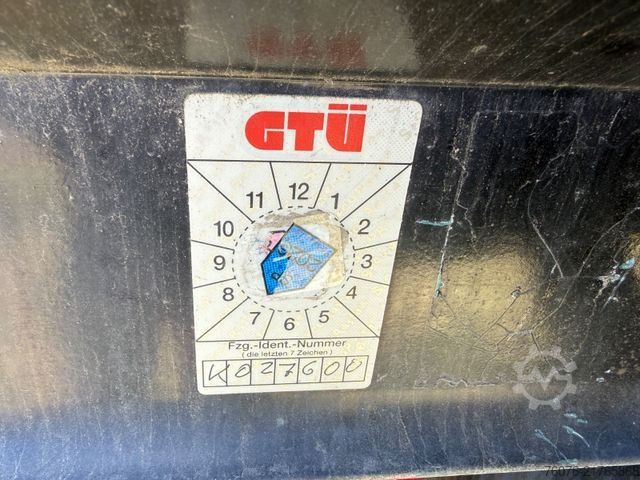 GTÜ
11 12 1
10 2
9 3
8 4
7 6 5
Fzg.-Ident.-Nummer
( die letzten 7 Zeichen )
K027600